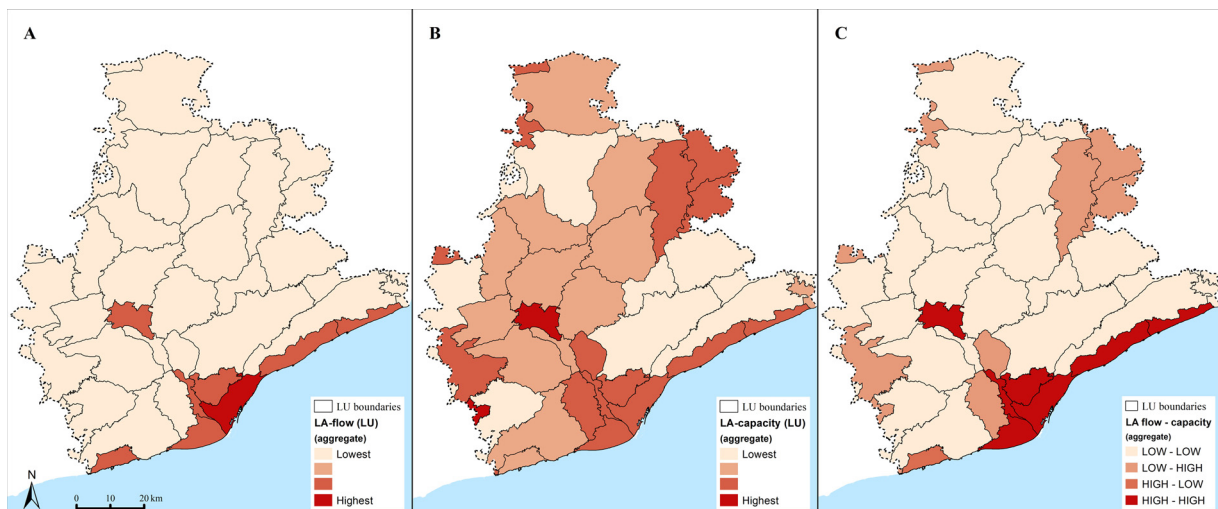 A
N
0 10 20 km
LU boundaries
LA-flow (LU)
(aggregate)
Lowest
Highest
B
LU boundaries
LA-capacity (LU)
(aggregate)
Lowest
Highest
C
LU boundaries
LA flow - capacity
(aggregate)
LOW - LOW
LOW - HIGH
HIGH - LOW
HIGH - HIGH